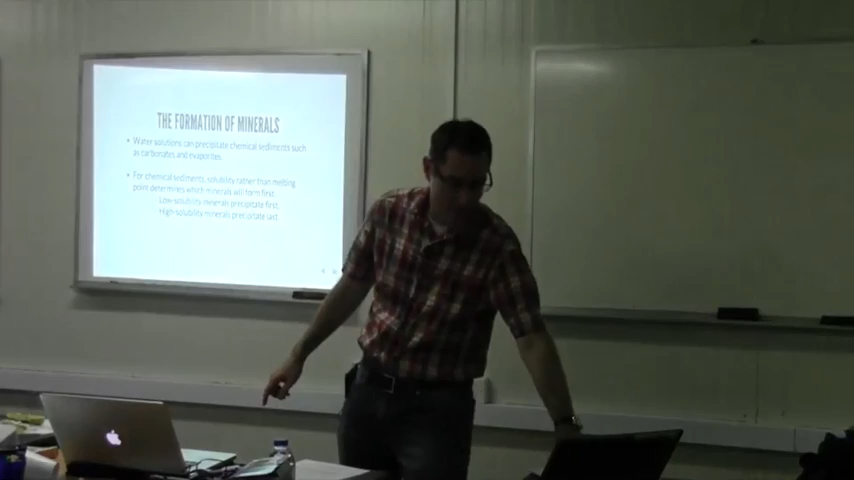 THE FORMATION OF MINERALS
• Water solutions can precipitate chemical sediments such
as carbonates and evaporites.
• For chemical sediments, solubility rather than melting
point determines which minerals will form first.
Low-solubility minerals precipitate first.
High-solubility minerals precipitate last.